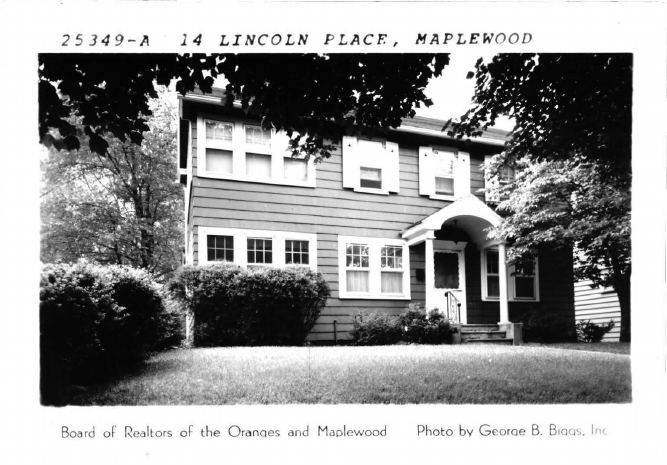 25349-A 14 LINCOLN PLACE, MAPLEWOOD
Board of Realtors of the Oranges and Maplewood Photo by George B. Biggs, Inc